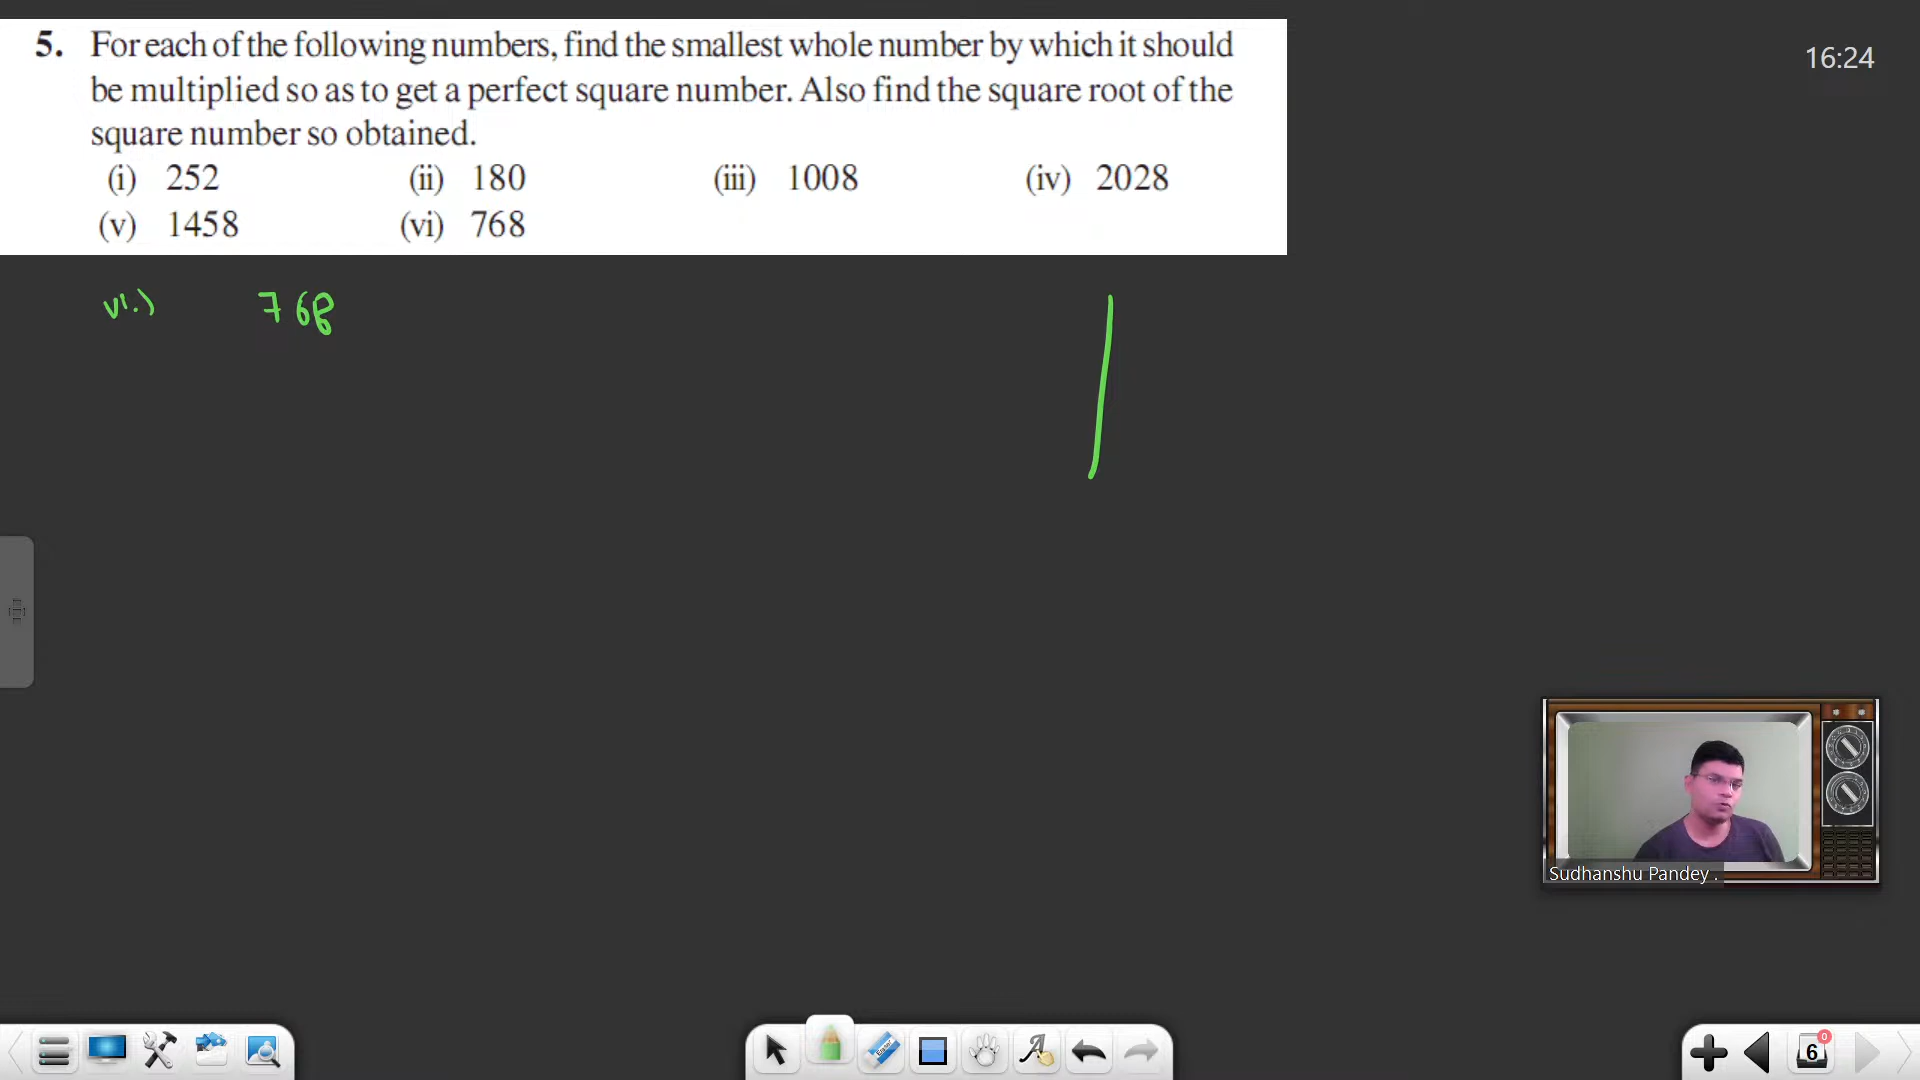 16:24
5. For each of the following numbers, find the smallest whole number by which it should
be multiplied so as to get a perfect square number. Also find the square root of the
square number so obtained.
(i) 252 (ii) 180 (iii) 1008 (iv) 2028
(v) 1458 (vi) 768
vi.) 768
Sudhanshu Pandey .
Eraser
A
6
0